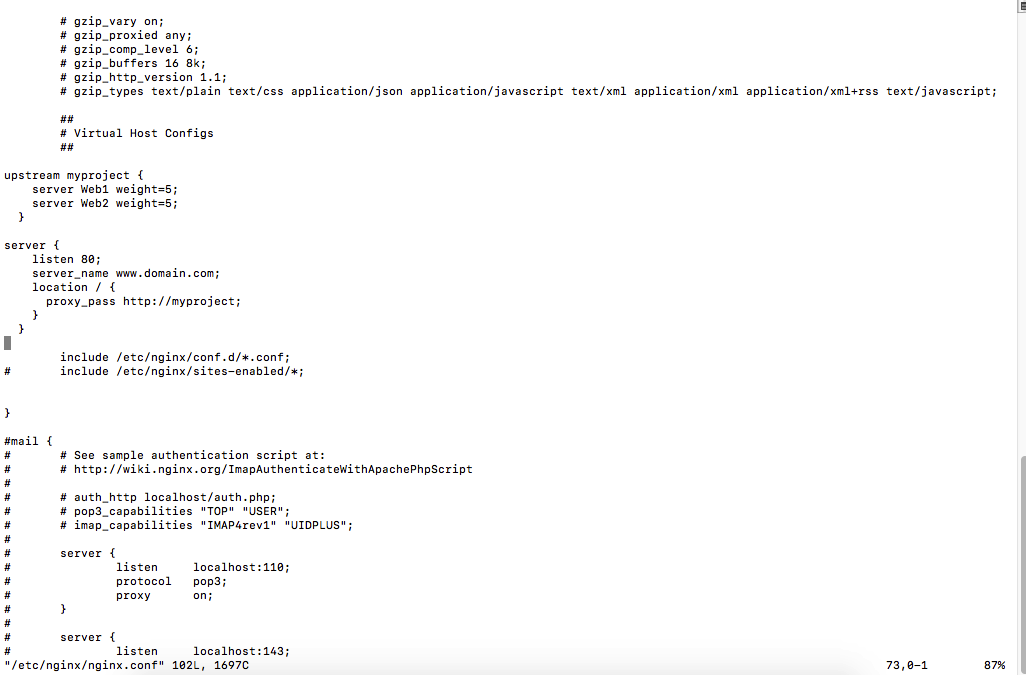 # gzip_vary on;
# gzip_proxied any;
# gzip_comp_level 6;
# gzip_buffers 16 8k;
# gzip_http_version 1.1;
# gzip_types text/plain text/css application/json application/javascript text/xml application/xml application/xml+rss text/javascript;
##
# Virtual Host Configs
##
upstream myproject {
server Web1 weight=5;
server Web2 weight=5;
}
server {
listen 80;
server_name www.domain.com;
location / {
proxy_pass http://myproject;
}
}
include /etc/nginx/conf.d/*.conf;
# include /etc/nginx/sites-enabled/*;
}
#mail {
# # See sample authentication script at:
# # http://wiki.nginx.org/ImapAuthenticateWithApachePhpScript
#
# # auth_http localhost/auth.php;
# # pop3_capabilities "TOP" "USER";
# # imap_capabilities "IMAP4rev1" "UIDPLUS";
#
# server {
# listen localhost:110;
# protocol pop3;
# proxy on;
# }
#
# server {
# listen localhost:143;
"/etc/nginx/nginx.conf" 102L, 1697C 73,0-1 87%